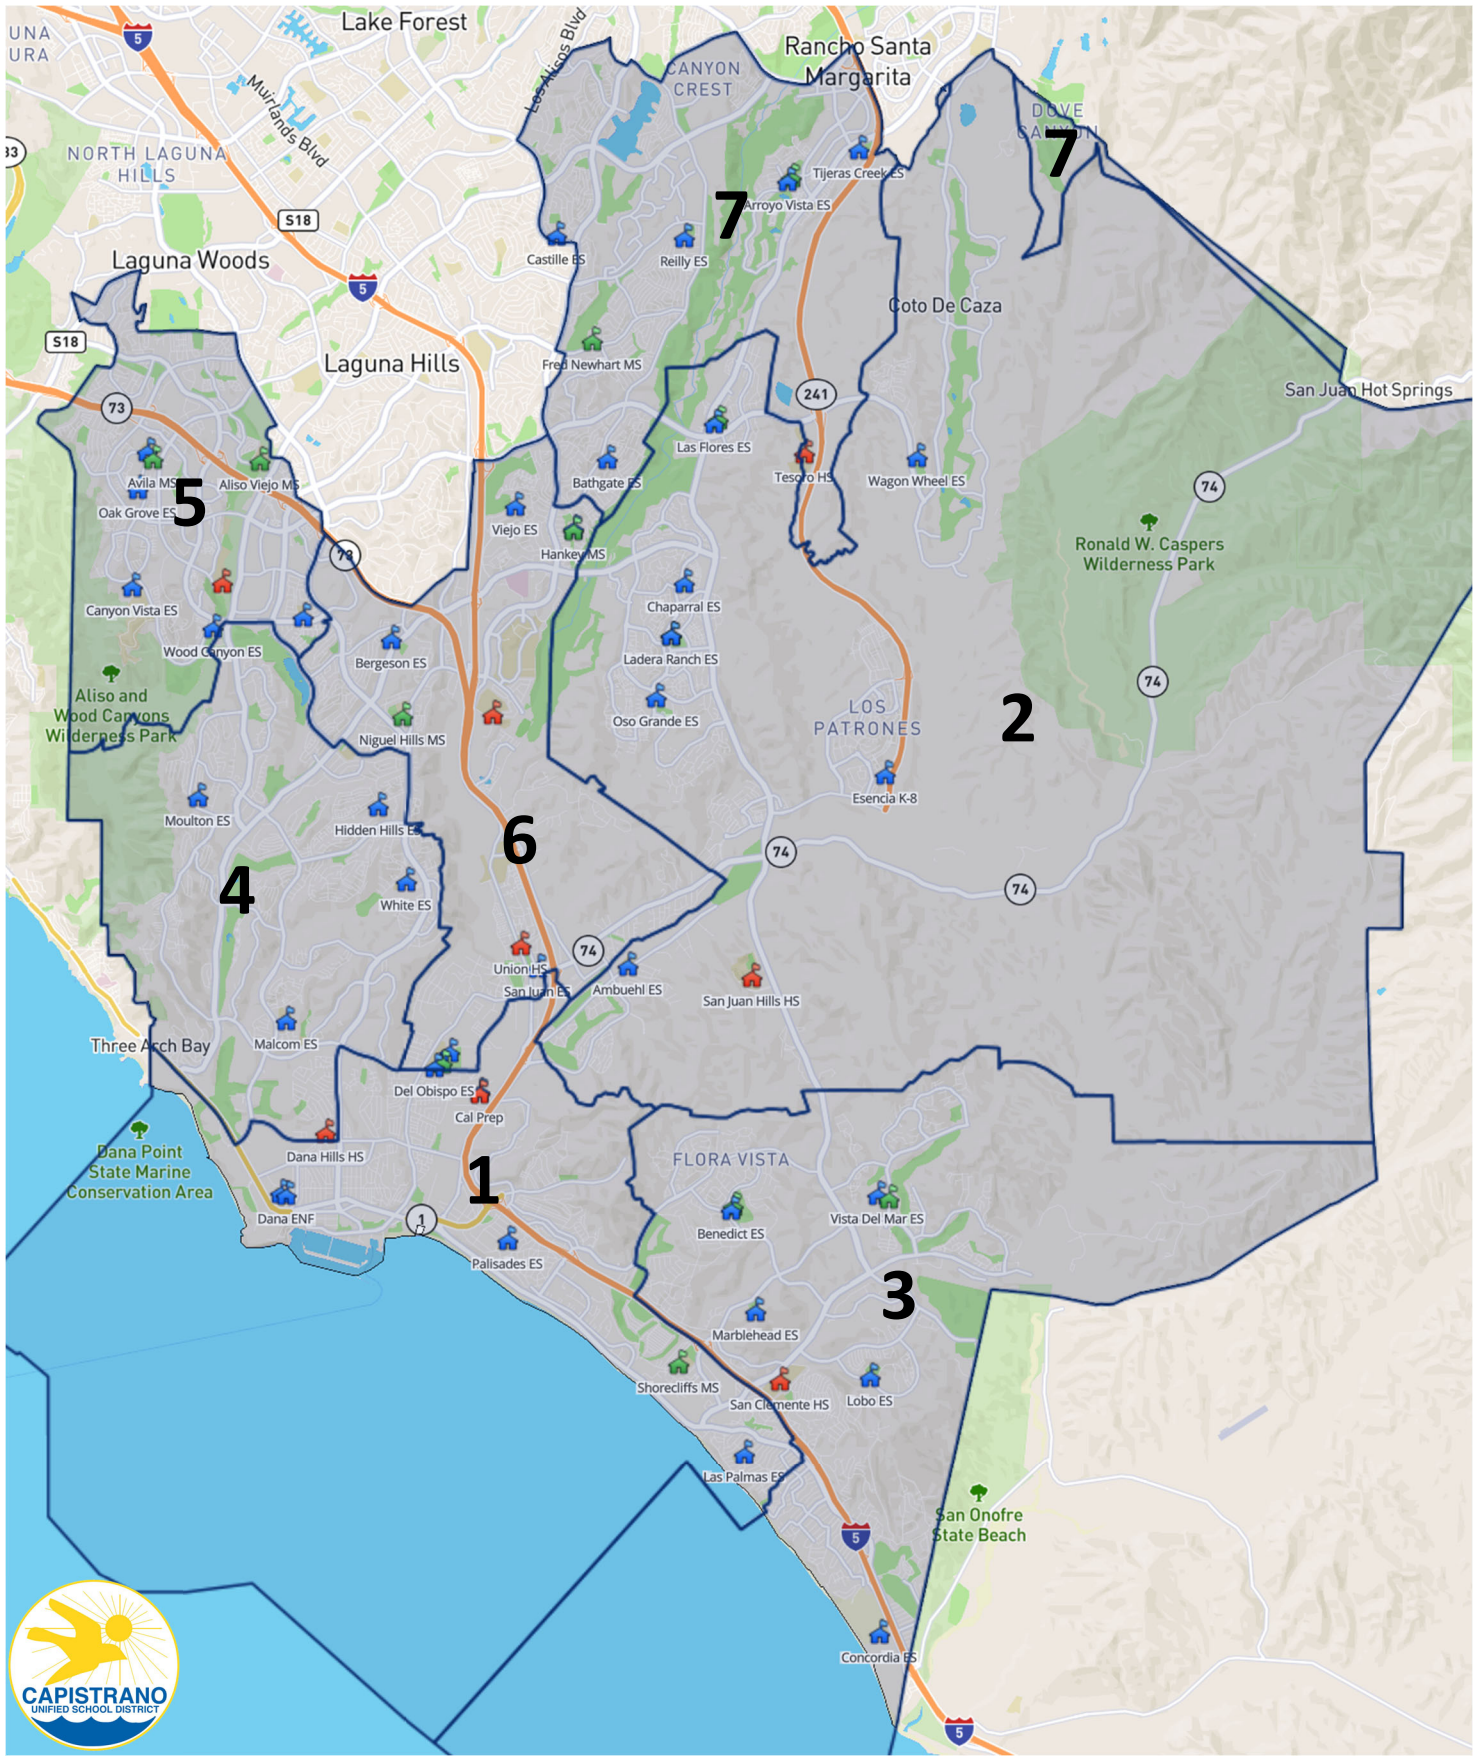 Lake Forest
UNA
URA
5
Los Alisos Blvd
Rancho Santa
Margarita
CANYON
CREST
Muirlands Blvd
DOVE
CANYON
7
33
NORTH LAGUNA
HILLS
Tijeras Creek ES
7
Arroyo Vista ES
S18
Castille ES
Reilly ES
Laguna Woods
5
Coto De Caza
S18
Laguna Hills
Fred Newhart MS
San Juan Hot Springs
73
241
Las Flores ES
Avila MS
Aliso Viejo MS
Bathgate ES
Tesoro HS
Wagon Wheel ES
74
5
Oak Grove ES
Viejo ES
Hankey MS
73
Ronald W. Caspers
Wilderness Park
Canyon Vista ES
Chaparral ES
Wood Canyon ES
Bergeson ES
Ladera Ranch ES
74
Aliso and
Wood Canyons
Wilderness Park
Oso Grande ES
LOS
PATRONES
2
Niguel Hills MS
Esencia K-8
Moulton ES
Hidden Hills ES
6
74
4
White ES
74
Union HS
74
San Juan ES
Ambuehl ES
San Juan Hills HS
Three Arch Bay
Malcom ES
Del Obispo ES
Cal Prep
Dana Point
State Marine
Conservation Area
Dana Hills HS
1
FLORA VISTA
Dana ENF
1
Benedict ES
Vista Del Mar ES
Palisades ES
3
Marblehead ES
Shorecliffs MS
San Clemente HS
Lobo ES
Las Palmas ES
San Onofre
State Beach
5
Concordia ES
CAPISTRANO
UNIFIED SCHOOL DISTRICT
5